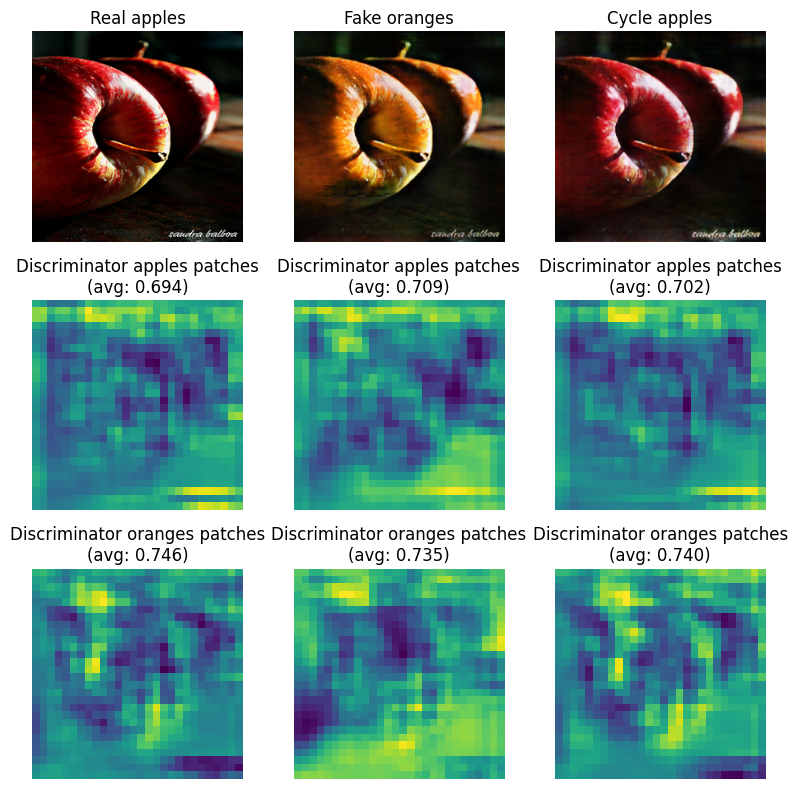 Real apples
Fake oranges
Cycle apples
sandra balboa
sandra balboa
sandra balboa
Discriminator apples patches
(avg: 0.694)
Discriminator apples patches
(avg: 0.709)
Discriminator apples patches
(avg: 0.702)
Discriminator oranges patches
(avg: 0.746)
Discriminator oranges patches
(avg: 0.735)
Discriminator oranges patches
(avg: 0.740)